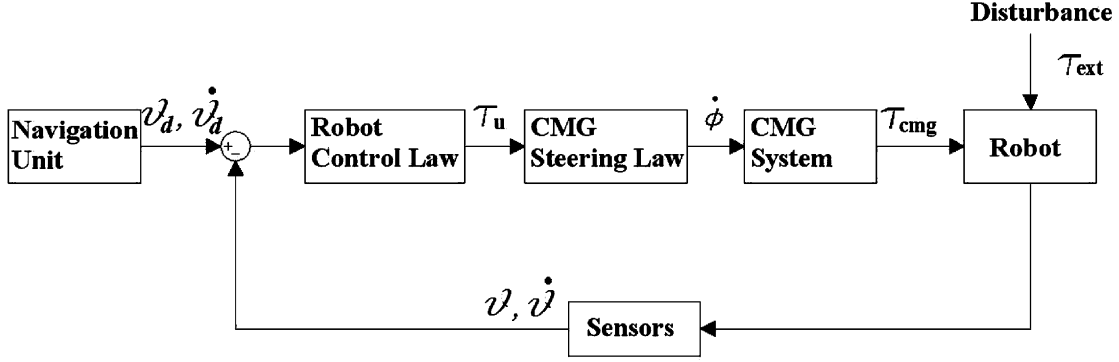 Disturbance
τext
Navigation
Unit
ϑd, ϑ̇d
+
−
Robot
Control Law
τu
CMG
Steering Law
ϕ̇
CMG
System
τcmg
Robot
ϑ, ϑ̇
Sensors